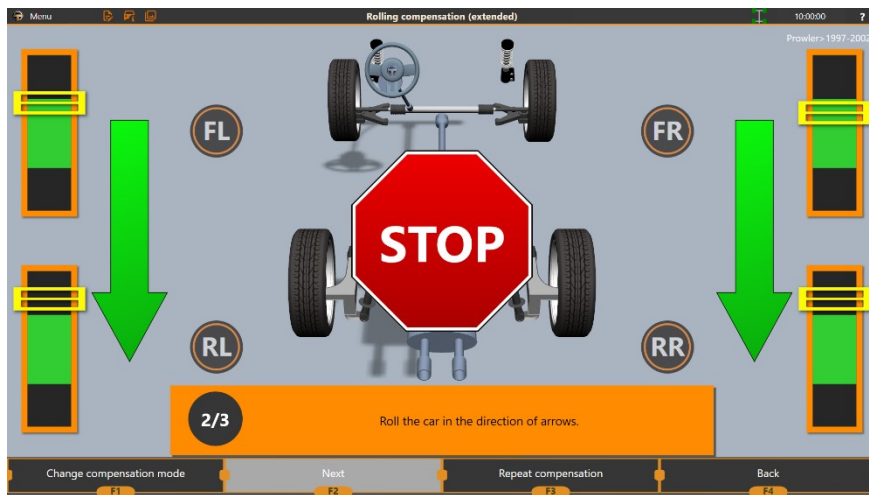 Menu
Rolling compensation (extended)
10:00:00
?
Prowler> 1997-2002
FL
FR
STOP
RL
RR
2/3
Roll the car in the direction of arrows.
Change compensation mode
Next
Repeat compensation
Back
F1
F2
F3
F4